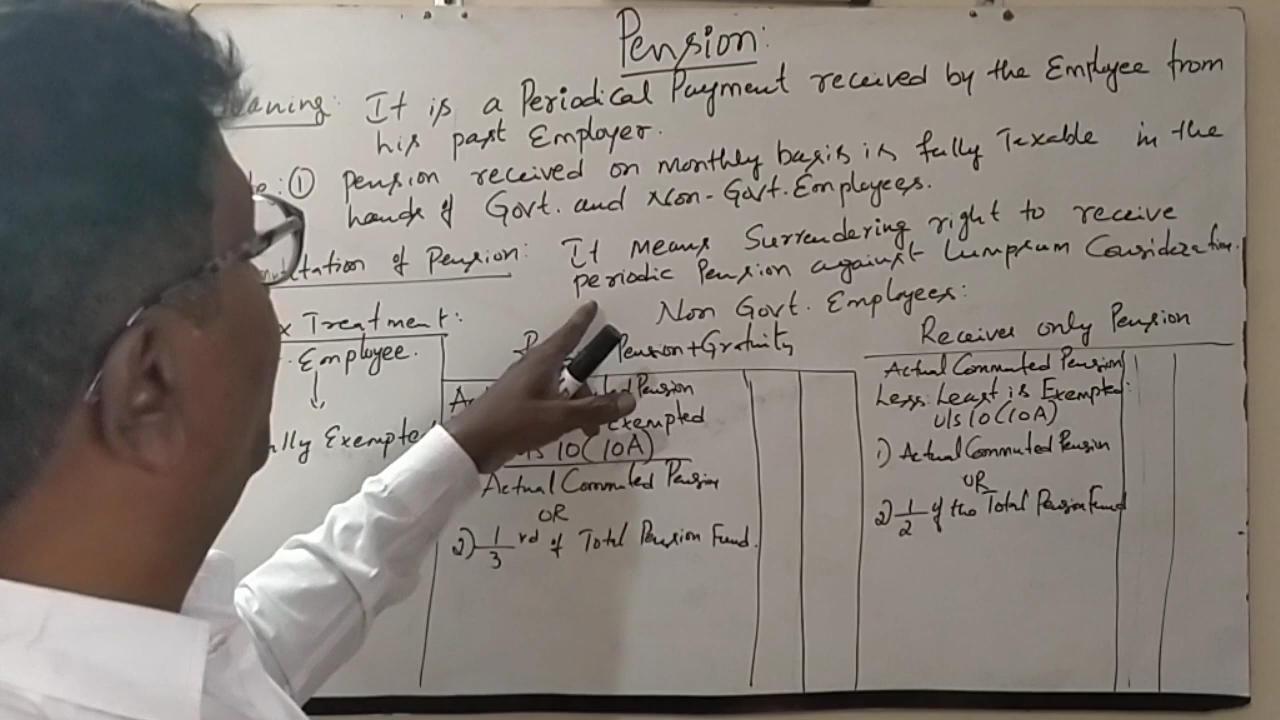 Pension:
Meaning: It is a Periodical Payment received by the Employee from
his past Employer.
① Pension received on monthly basis is fully Taxable in the
hands of Govt. and Non-Govt. Employees.
Commutation of Pension: It means Surrendering right to receive
periodic Pension against Lumpsum Consideration.
Treatment:
Non Govt. Employees:
Employee.
Pension+Gratuity
Receives only Pension
Fully Exempted
Pension
Exempted
U/s 10(10A)
Actual Commuted Pension
OR
2) 1/3 rd of Total Pension Fund.
Actual Commuted Pension
Less: Least is Exempted:
U/s 10(10A)
1) Actual Commuted Pension
OR
2) 1/2 of the Total Pension Fund